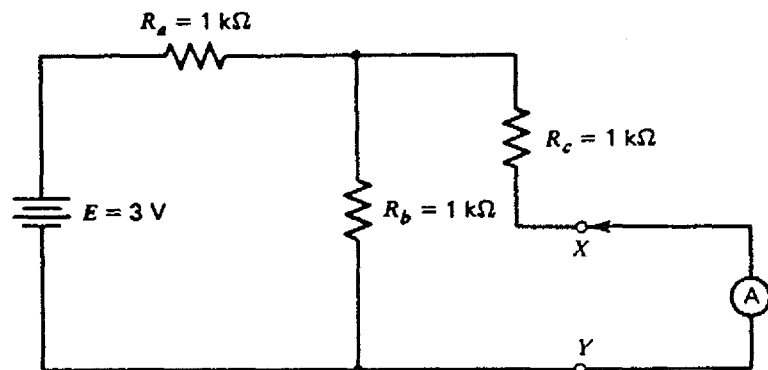 R_a = 1 kΩ
R_c = 1 kΩ
E = 3 V
R_b = 1 kΩ
X
A
Y